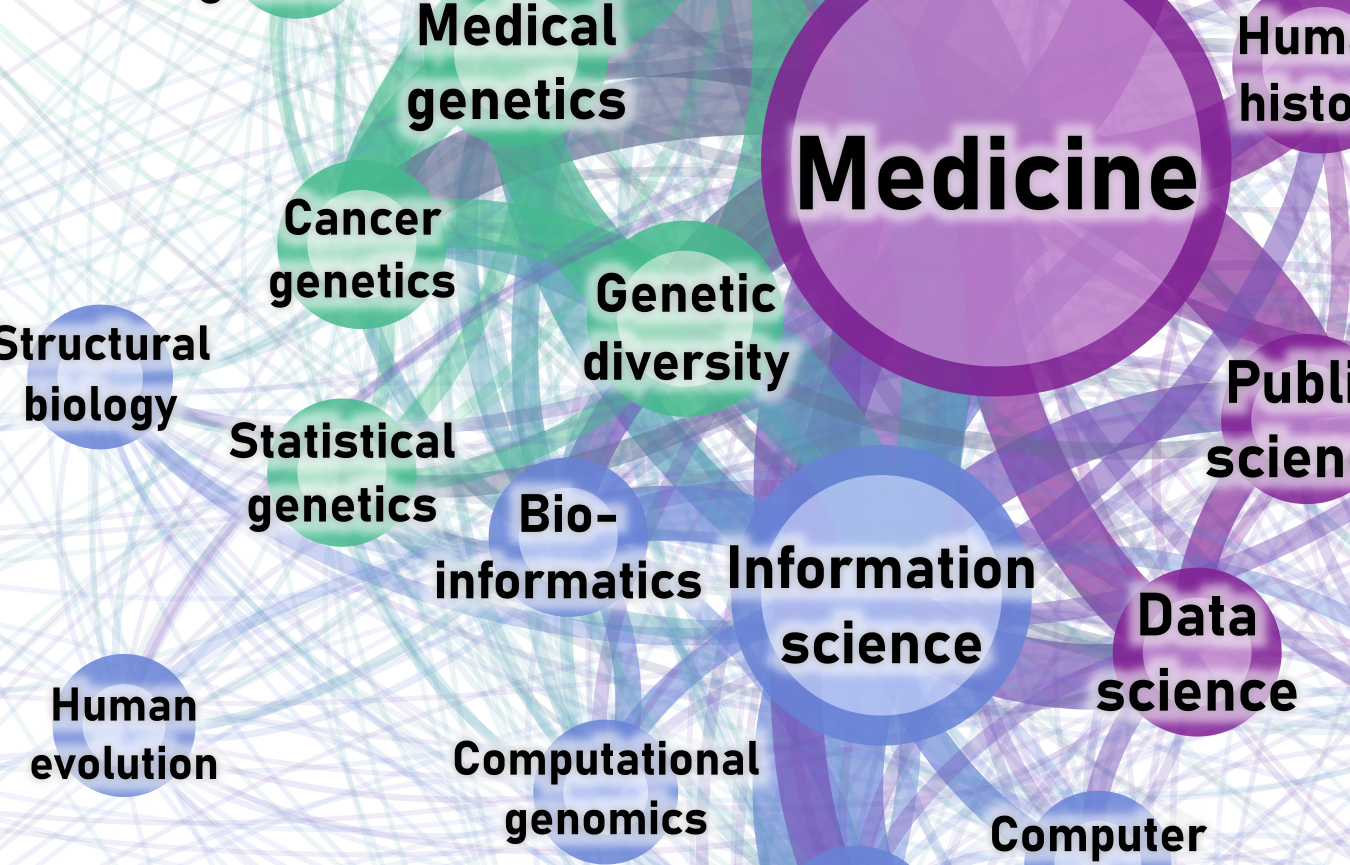 Medical
genetics
Medicine
Cancer
genetics
Genetic
diversity
Structural
biology
Statistical
genetics
Bio-
informatics
Information
science
Data
science
Human
evolution
Computational
genomics
Computer